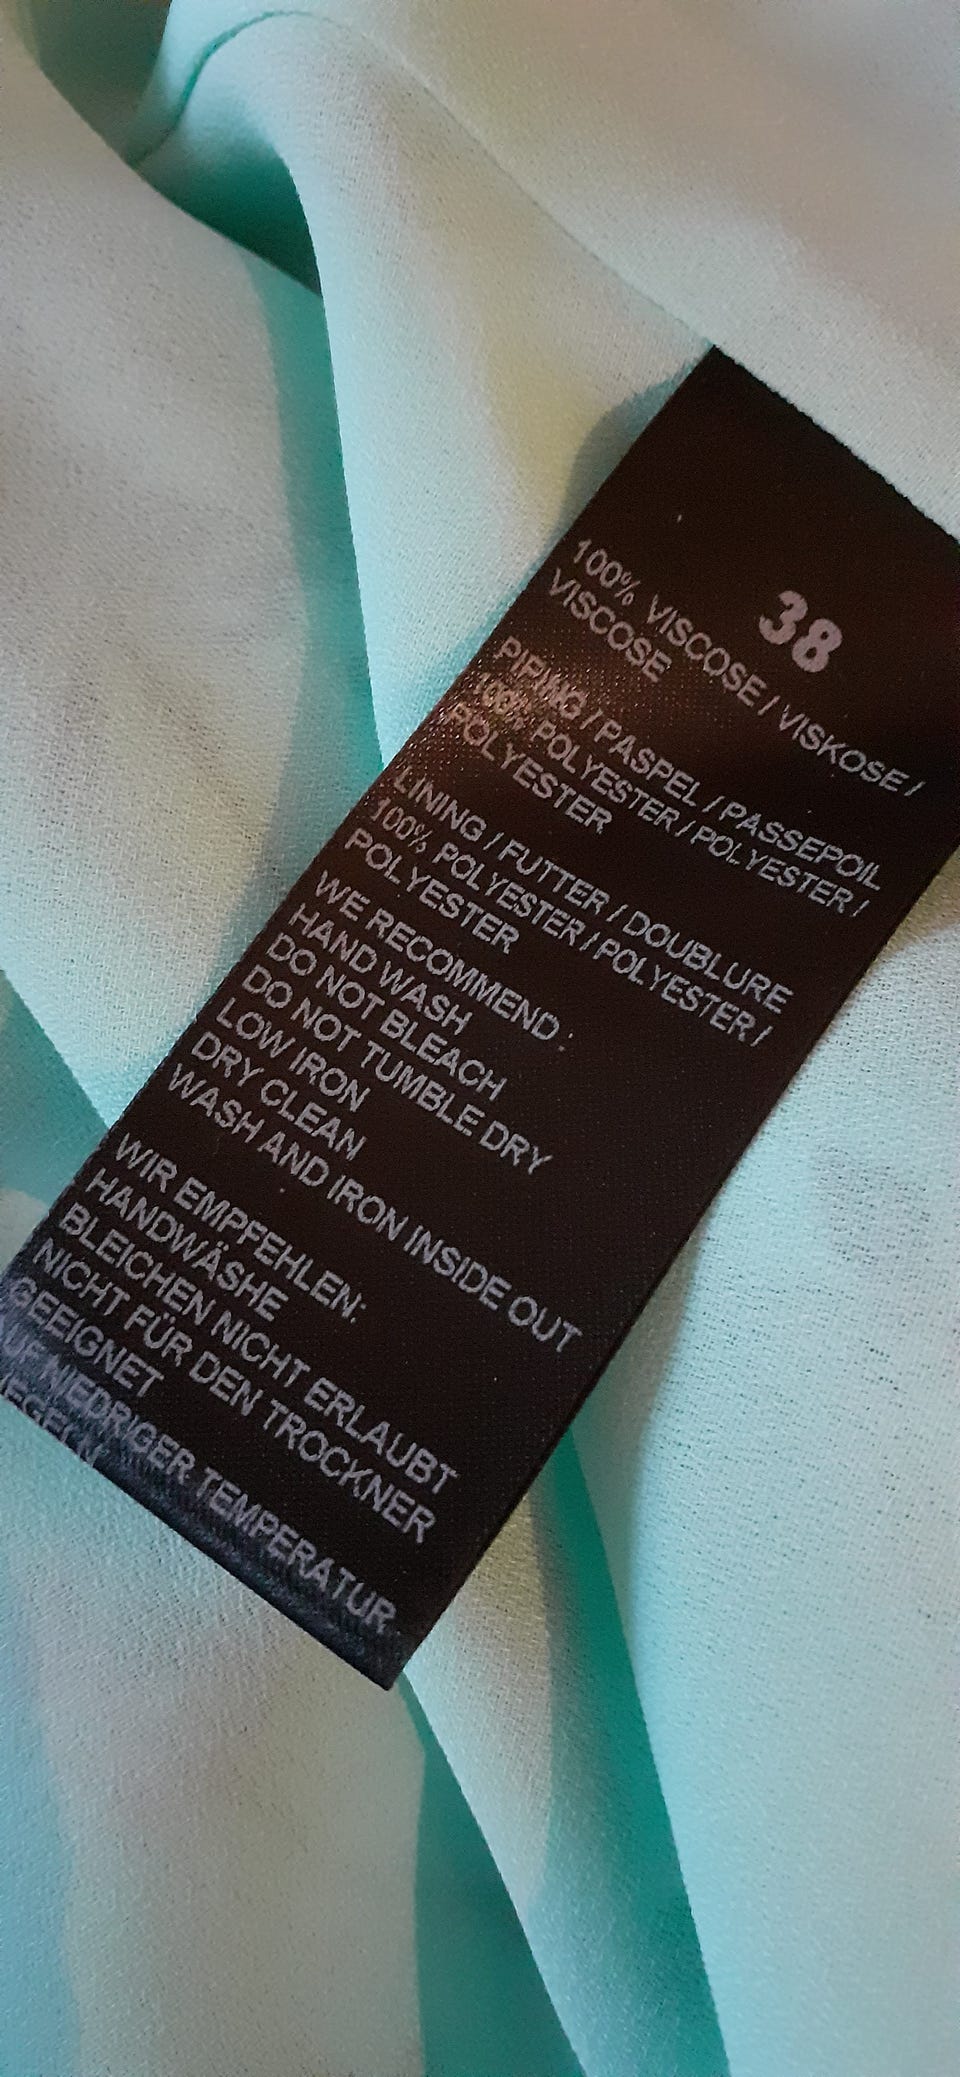 38
100% VISCOSE / VISKOSE /
VISCOSE
PIPING / PASPEL / PASSEPOIL
100% POLYESTER / POLYESTER /
POLYESTER
LINING / FUTTER / DOUBLURE
100% POLYESTER / POLYESTER /
POLYESTER
WE RECOMMEND :
HAND WASH
DO NOT BLEACH
DO NOT TUMBLE DRY
LOW IRON
DRY CLEAN
WASH AND IRON INSIDE OUT
WIR EMPFEHLEN:
HANDWÄSHE
BLEICHEN NICHT ERLAUBT
NICHT FÜR DEN TROCKNER
GEEIGNET
NIEDRIGER TEMPERATUR